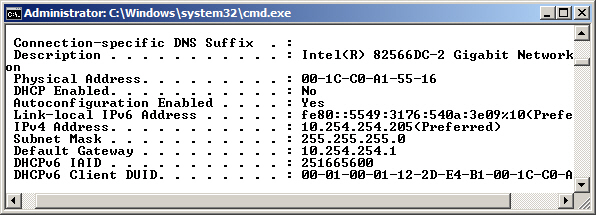 Administrator: C:\Windows\system32\cmd.exe
Connection-specific DNS Suffix  . :
Description . . . . . . . . . . . : Intel(R) 82566DC-2 Gigabit Network
on
Physical Address. . . . . . . . . : 00-1C-C0-A1-55-16
DHCP Enabled. . . . . . . . . . . : No
Autoconfiguration Enabled . . . . : Yes
Link-local IPv6 Address . . . . . : fe80::5549:3176:540a:3e09%10(Prefe
IPv4 Address. . . . . . . . . . . : 10.254.254.205(Preferred)
Subnet Mask . . . . . . . . . . . : 255.255.255.0
Default Gateway . . . . . . . . . : 10.254.254.1
DHCPv6 IAID . . . . . . . . . . . : 251665600
DHCPv6 Client DUID. . . . . . . . : 00-01-00-01-12-2D-E4-B1-00-1C-C0-A